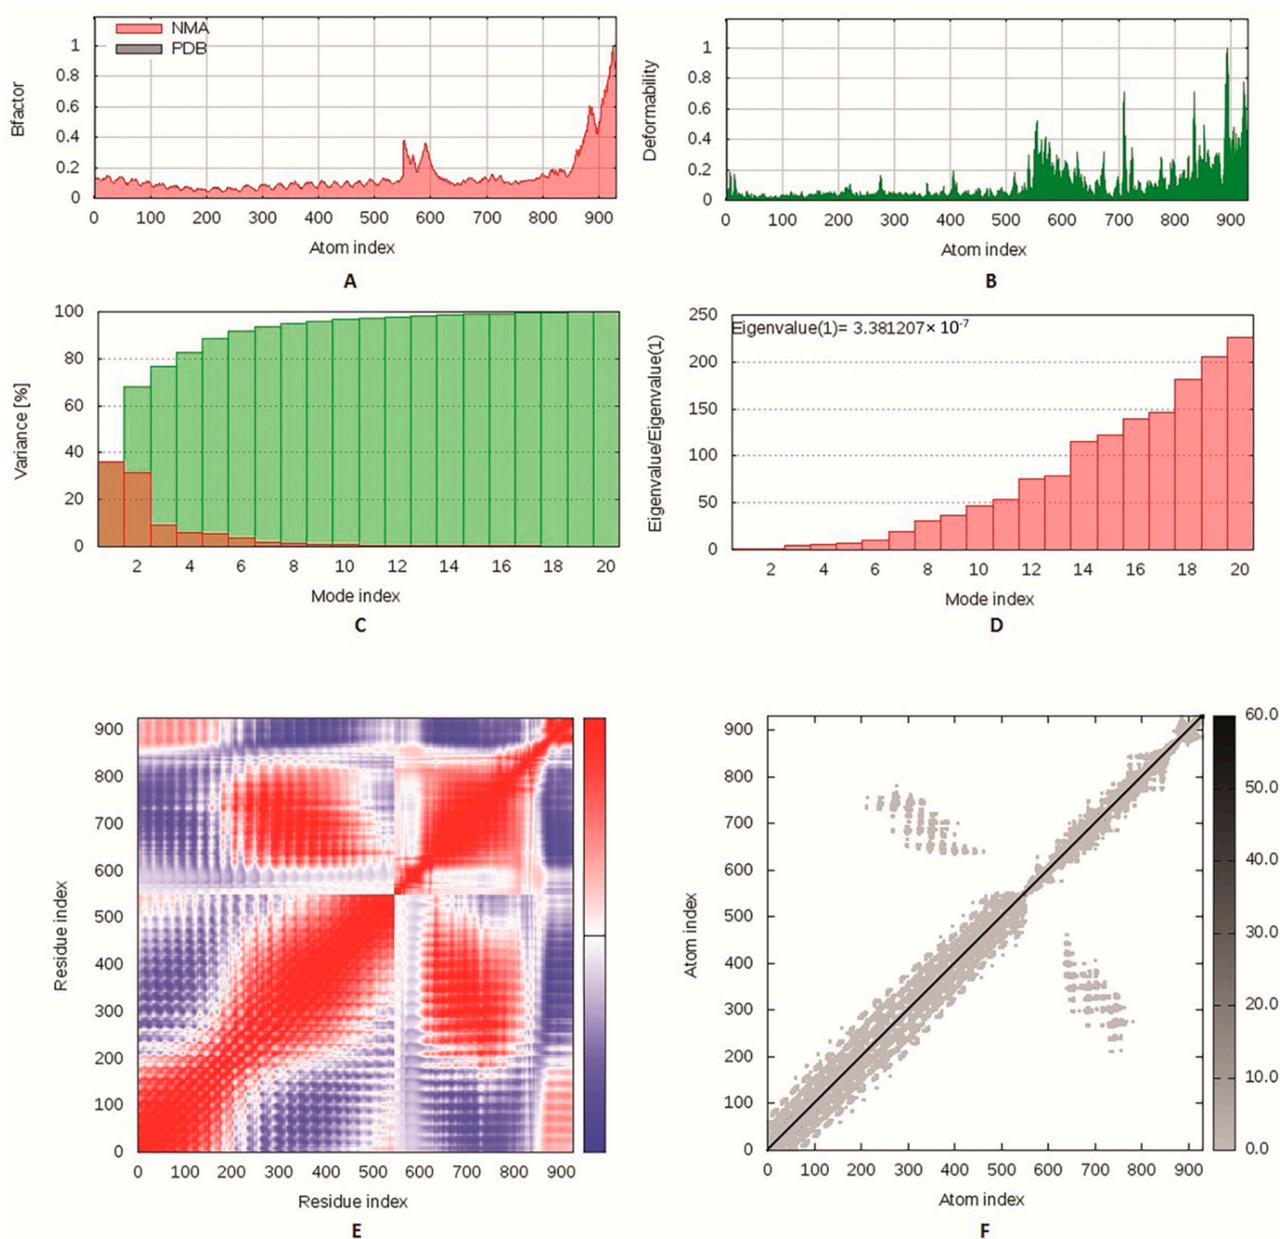 NMA
PDB
1
0.8
0.6
0.4
0.2
0
Bfactor
0 100 200 300 400 500 600 700 800 900
Atom index
A
1
0.8
0.6
0.4
0.2
0
Deformability
0 100 200 300 400 500 600 700 800 900
Atom index
B
100
80
60
40
20
0
Variance [%]
2 4 6 8 10 12 14 16 18 20
Mode index
C
Eigenvalue(1)= 3.381207× 10⁻⁷
250
200
150
100
50
0
Eigenvalue/Eigenvalue(1)
2 4 6 8 10 12 14 16 18 20
Mode index
D
900
800
700
600
500
400
300
200
100
0
Residue index
0 100 200 300 400 500 600 700 800 900
Residue index
E
900
800
700
600
500
400
300
200
100
0
Atom index
0 100 200 300 400 500 600 700 800 900
Atom index
60.0
50.0
40.0
30.0
20.0
10.0
0.0
F